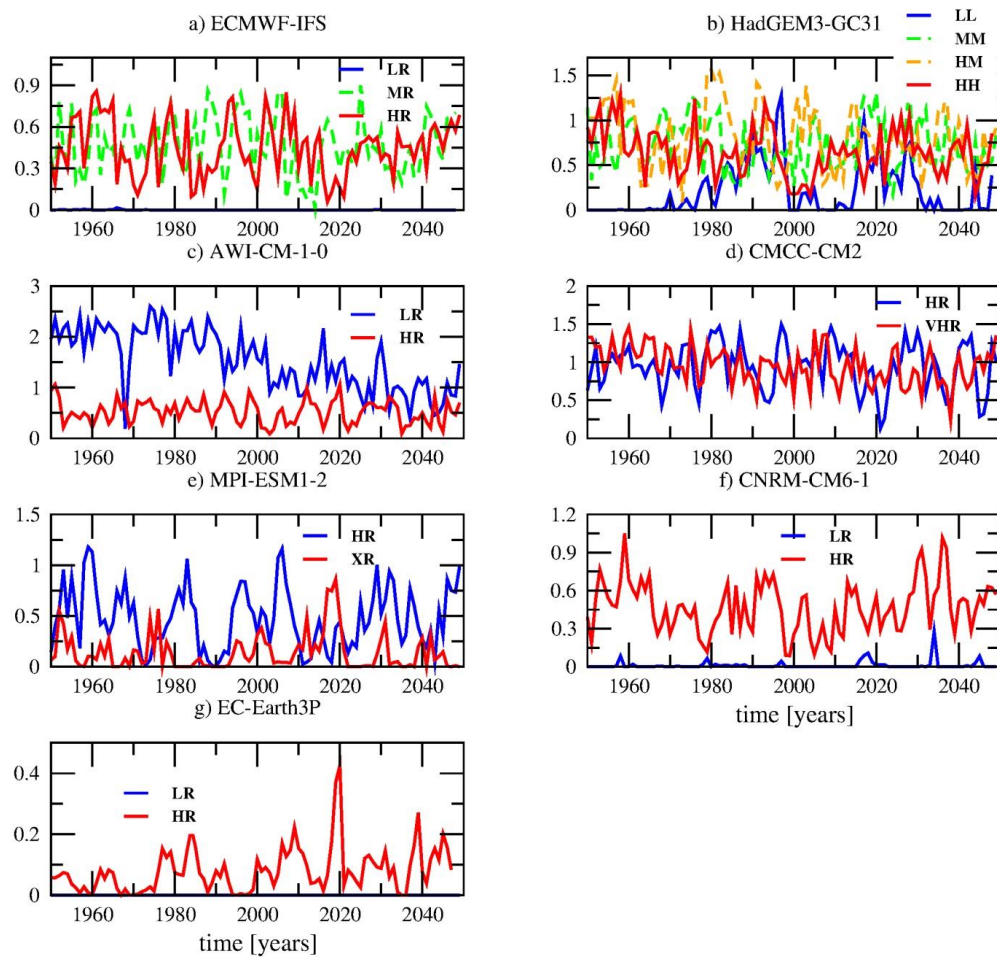 a) ECMWF-IFS
LR
MR
HR
0.9
0.6
0.3
0
1960 1980 2000 2020 2040
b) HadGEM3-GC31
LL
MM
HM
HH
1.5
1
0.5
0
1960 1980 2000 2020 2040
c) AWI-CM-1-0
LR
HR
3
2
1
0
1960 1980 2000 2020 2040
d) CMCC-CM2
HR
VHR
2
1.5
1
0.5
0
1960 1980 2000 2020 2040
e) MPI-ESM1-2
HR
XR
1.5
1
0.5
0
1960 1980 2000 2020 2040
f) CNRM-CM6-1
LR
HR
1.2
0.9
0.6
0.3
0
1960 1980 2000 2020 2040
time [years]
g) EC-Earth3P
LR
HR
0.4
0.2
0
1960 1980 2000 2020 2040
time [years]